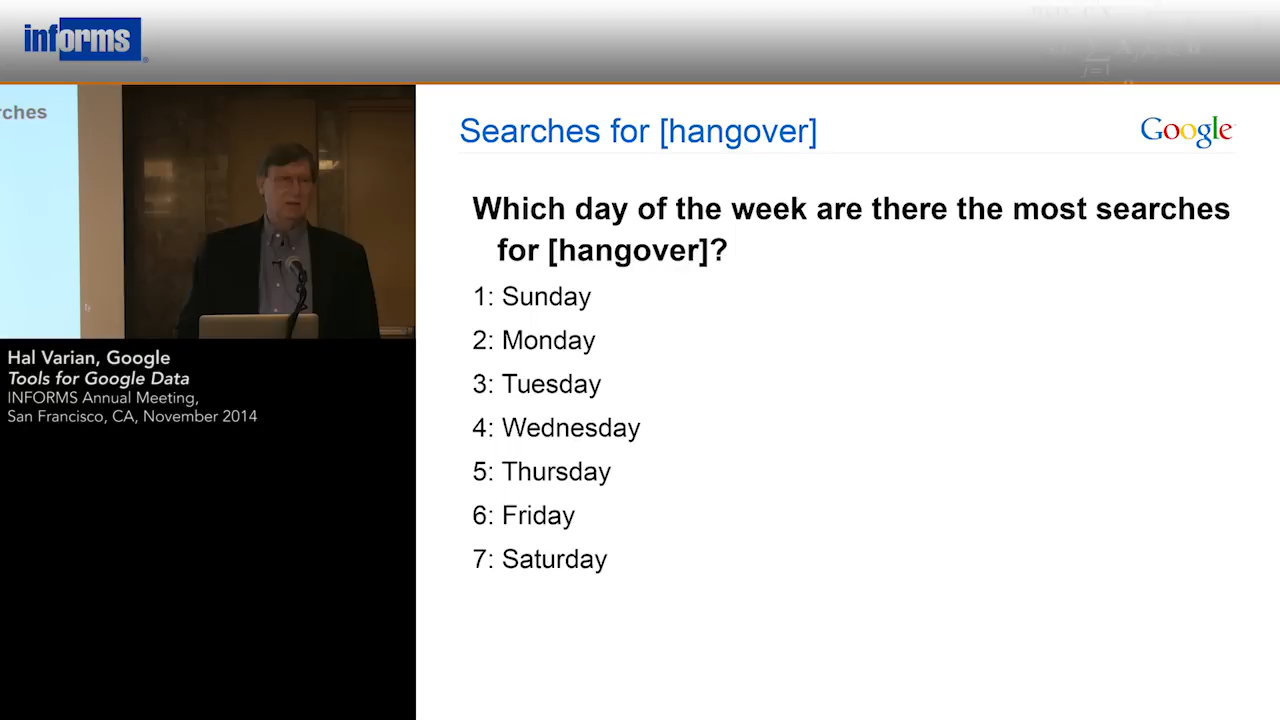 informs
rches
Searches for [hangover]
Google
Which day of the week are there the most searches
for [hangover]?
1: Sunday
2: Monday
3: Tuesday
4: Wednesday
5: Thursday
6: Friday
7: Saturday
Hal Varian, Google
Tools for Google Data
INFORMS Annual Meeting,
San Francisco, CA, November 2014